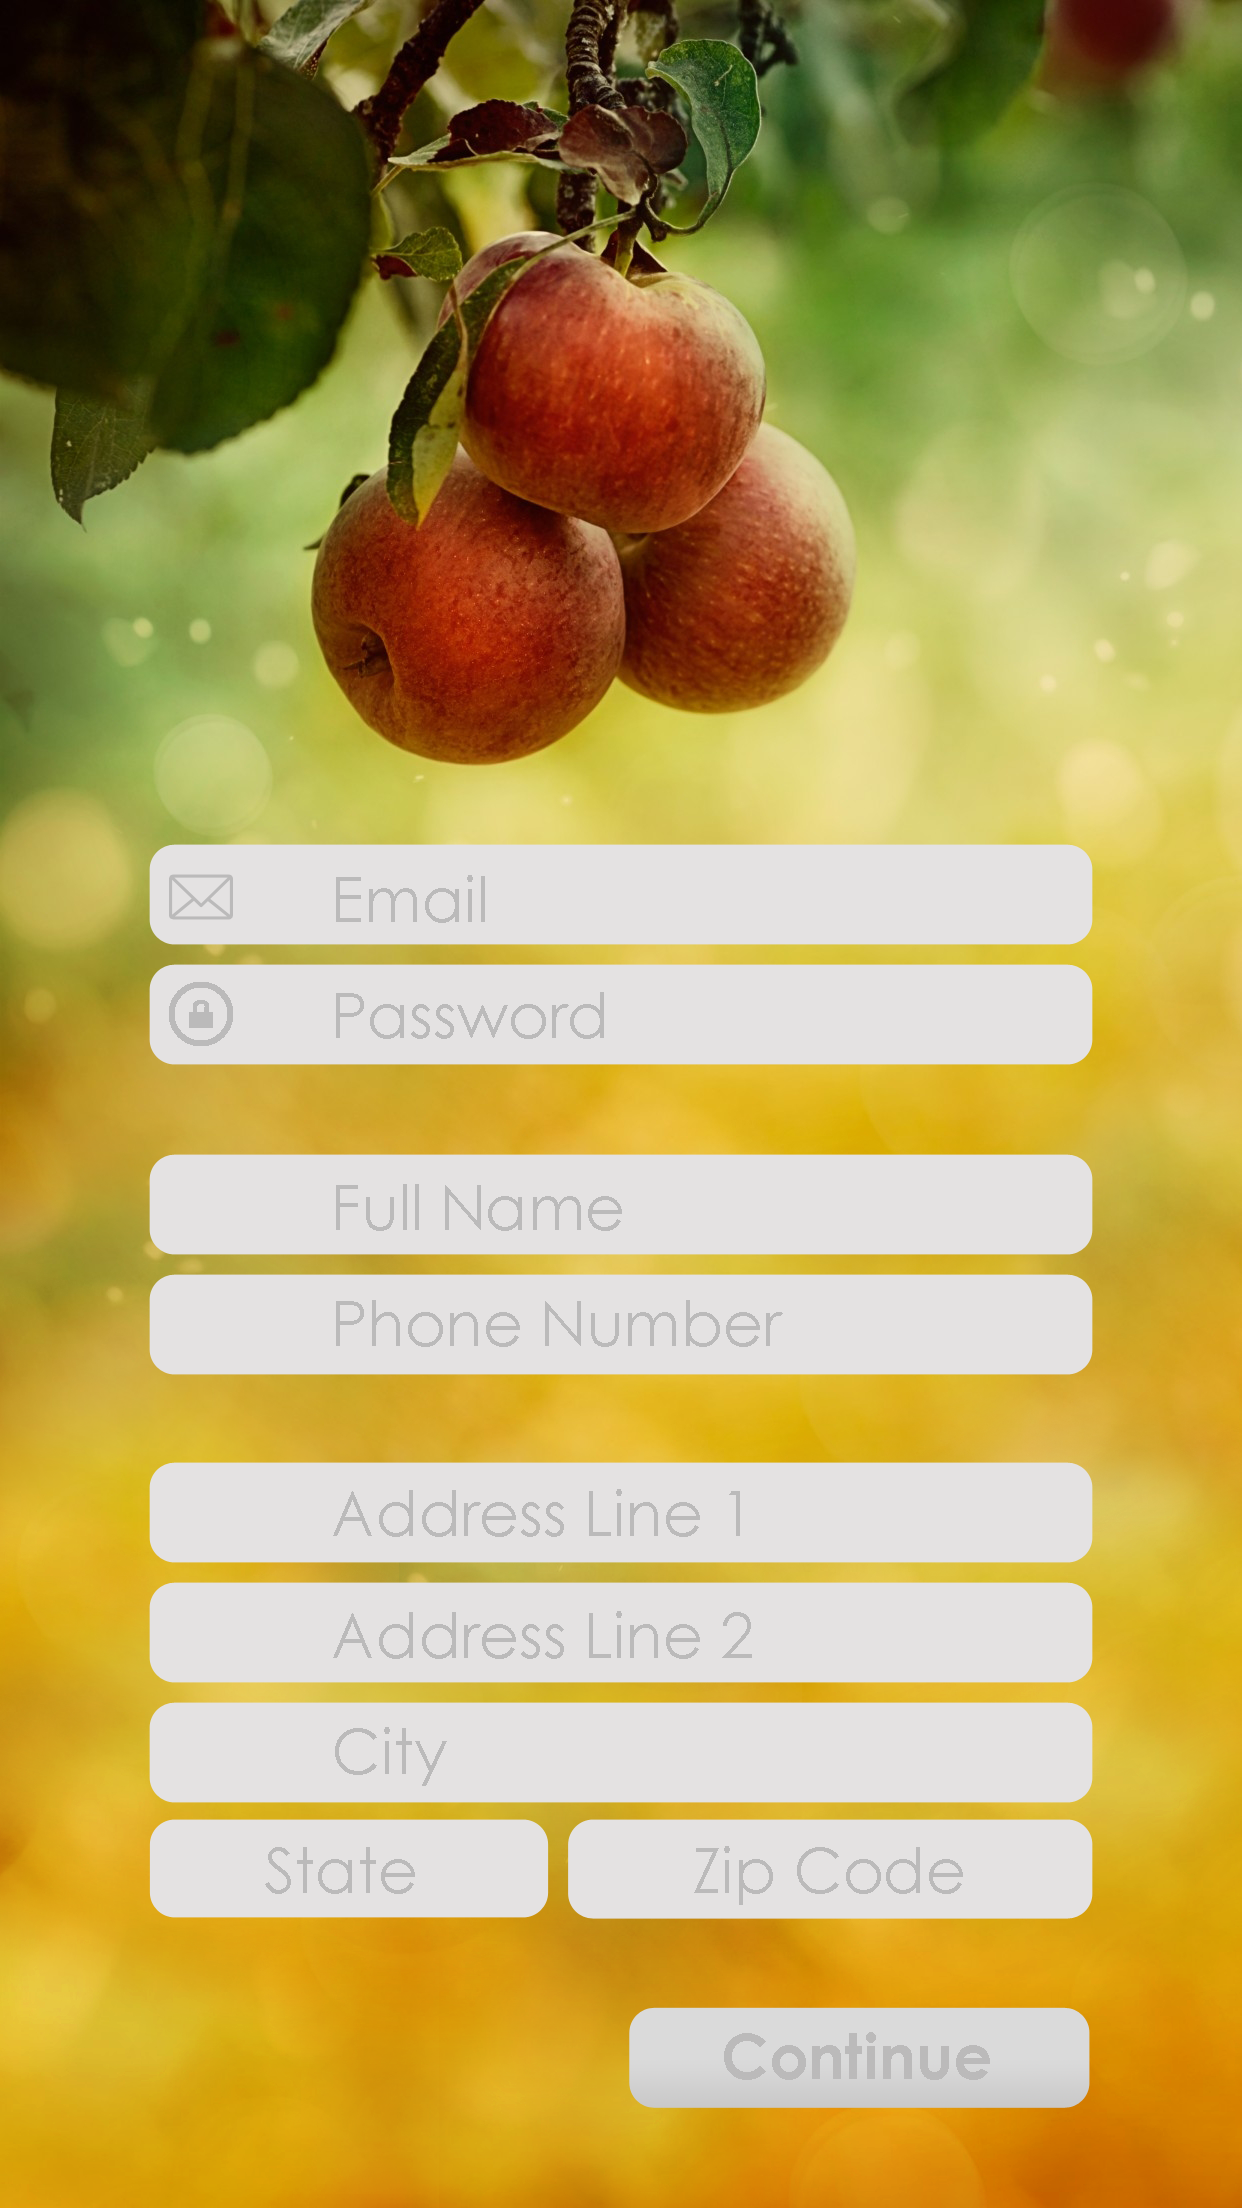 Email
Password
Full Name
Phone Number
Address Line 1
Address Line 2
City
State
Zip Code
Continue